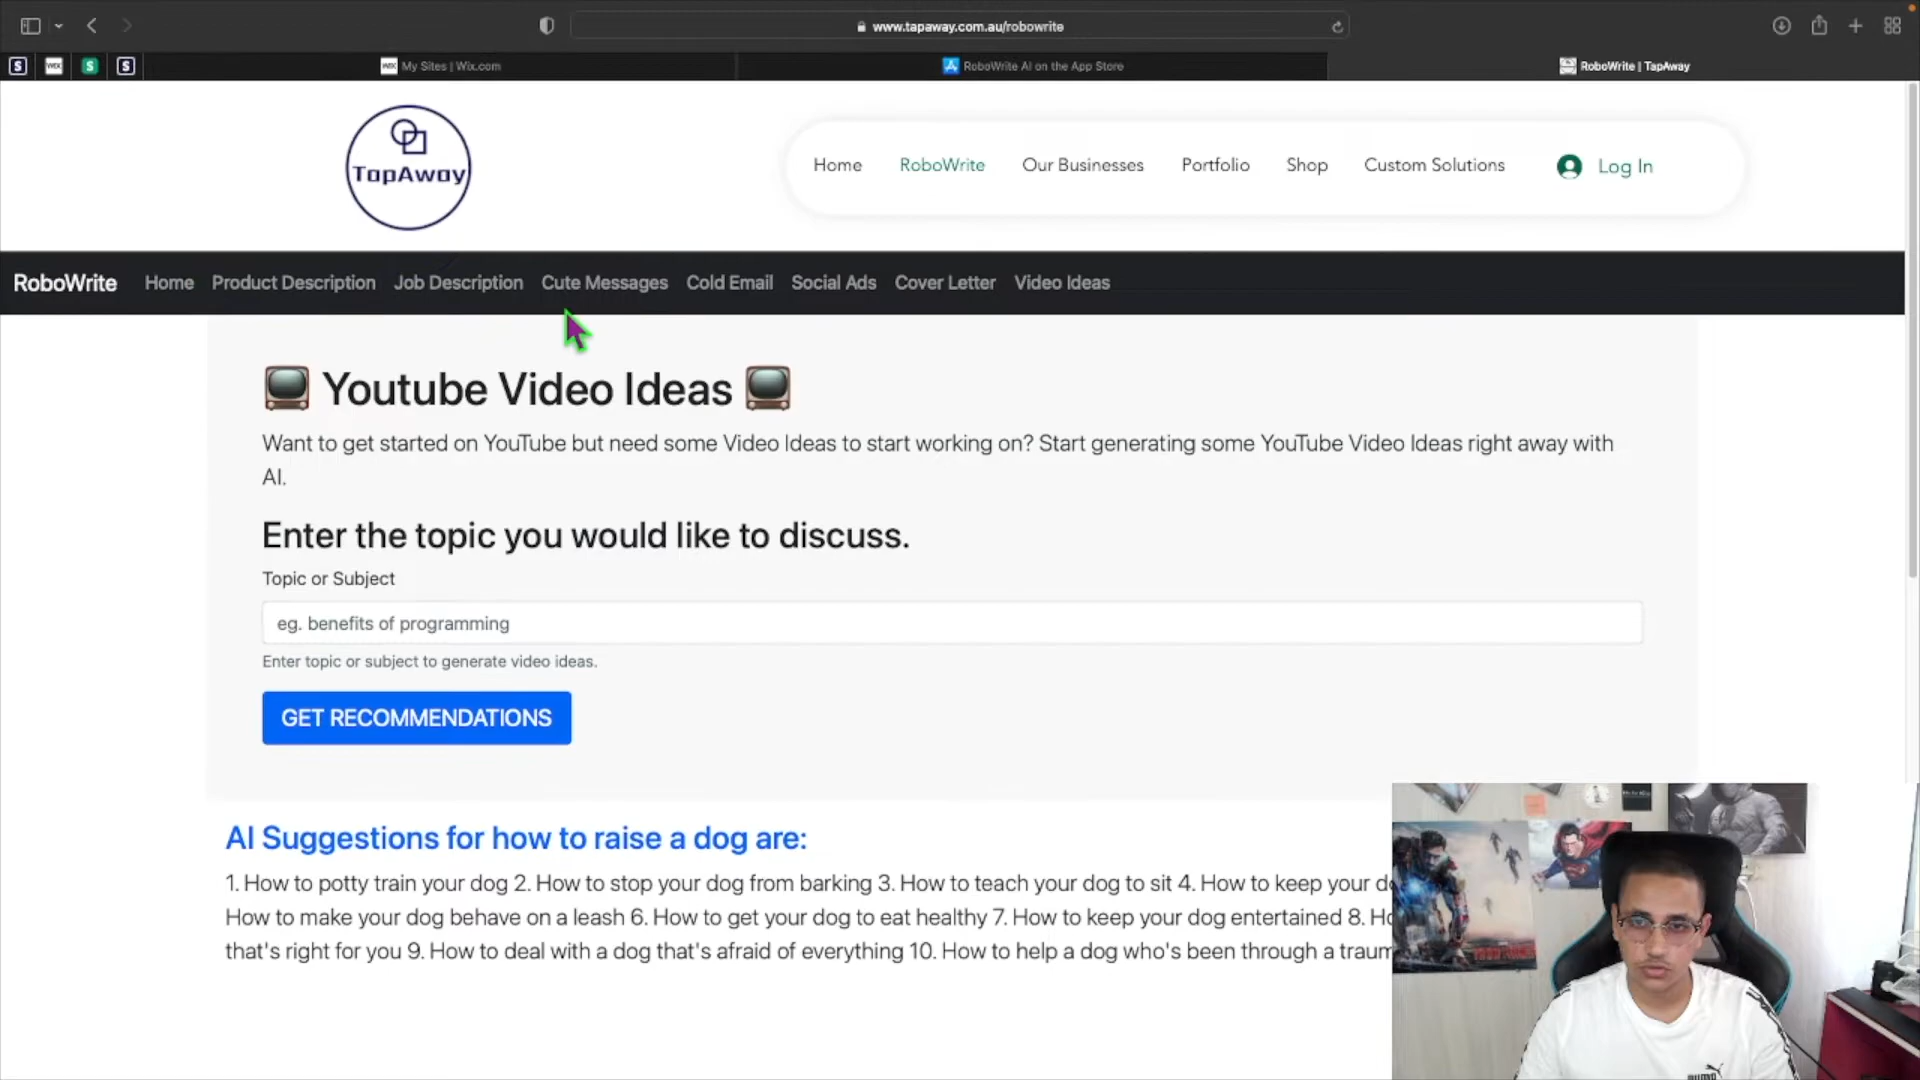 www.tapaway.com.au/robowrite
S WiX S S My Sites | Wix.com RoboWrite AI on the App Store RoboWrite | TapAway
TapAway
Home RoboWrite Our Businesses Portfolio Shop Custom Solutions Log In
RoboWrite Home Product Description Job Description Cute Messages Cold Email Social Ads Cover Letter Video Ideas
Youtube Video Ideas
Want to get started on YouTube but need some Video Ideas to start working on? Start generating some YouTube Video Ideas right away with
AI.
Enter the topic you would like to discuss.
Topic or Subject
eg. benefits of programming
Enter topic or subject to generate video ideas.
GET RECOMMENDATIONS
AI Suggestions for how to raise a dog are:
1. How to potty train your dog 2. How to stop your dog from barking 3. How to teach your dog to sit 4. How to keep your
How to make your dog behave on a leash 6. How to get your dog to eat healthy 7. How to keep your dog entertained 8.
that's right for you 9. How to deal with a dog that's afraid of everything 10. How to help a dog who's been through a